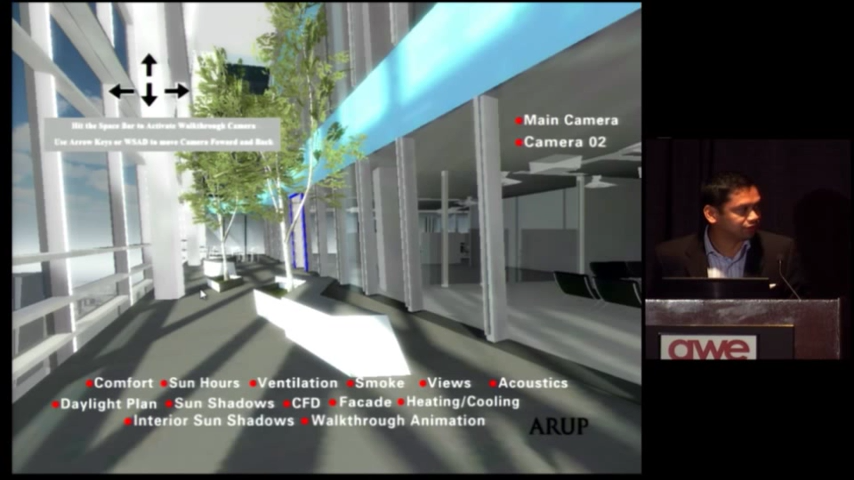 Hit the Space Bar to Activate Walkthrough Camera
Use Arrow Keys or WSAD to move Camera Foward and Back
Main Camera
Camera 02
Comfort Sun Hours Ventilation Smoke Views Acoustics
Daylight Plan Sun Shadows CFD Facade Heating/Cooling
Interior Sun Shadows Walkthrough Animation
ARUP
awe